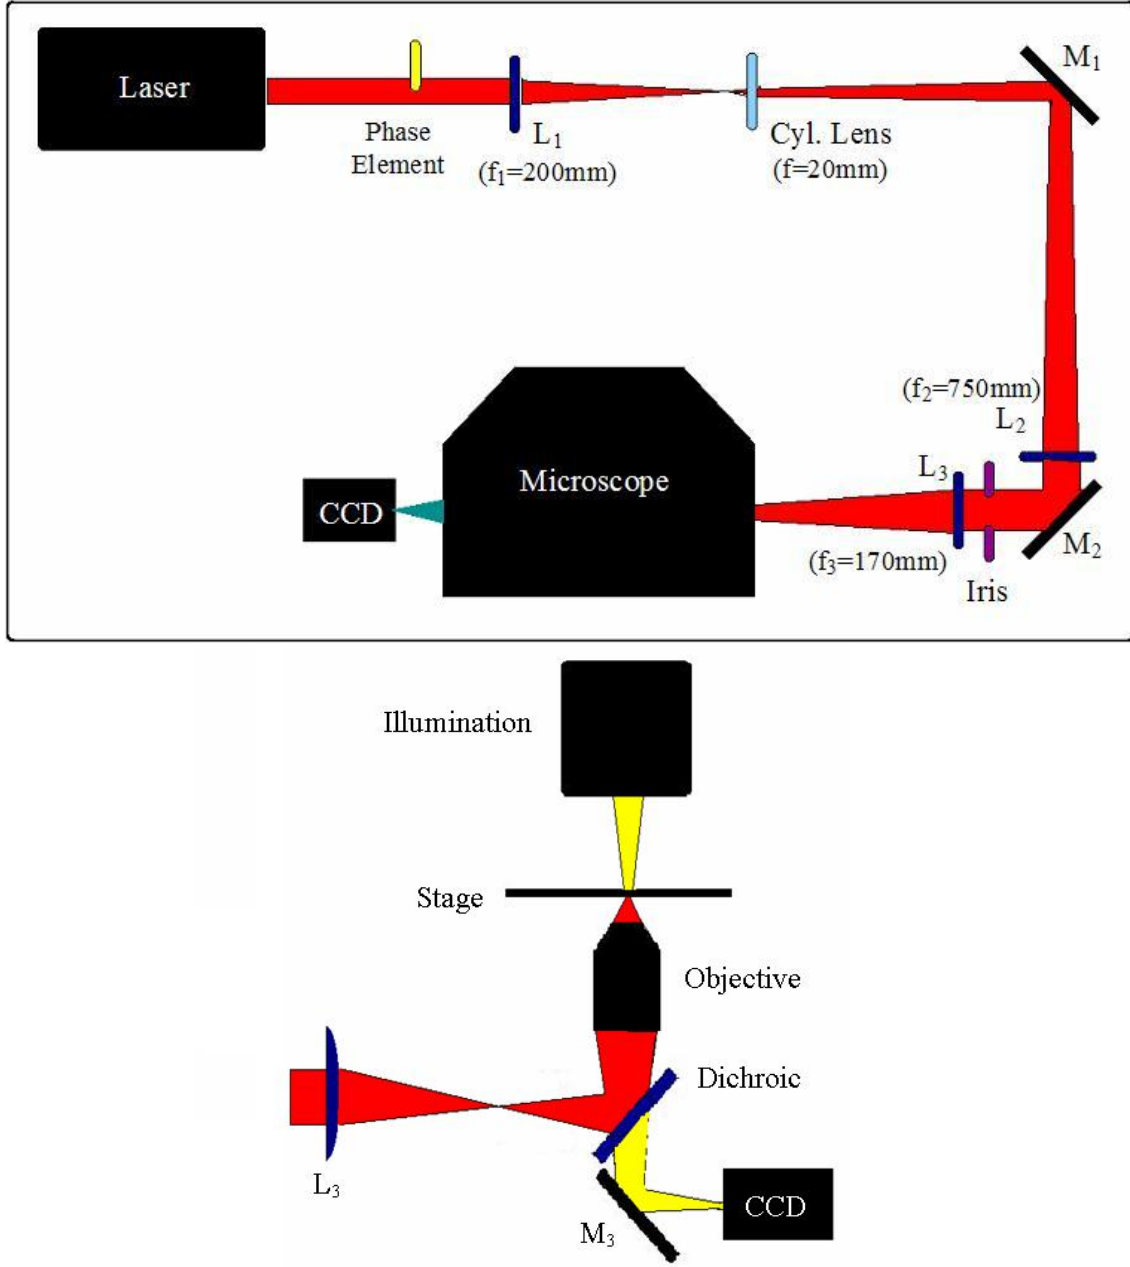 Laser
Phase
Element
L₁
(f₁=200mm)
Cyl. Lens
(f=20mm)
M₁
(f₂=750mm)
L₂
L₃
Microscope
CCD
(f₃=170mm)
M₂
Iris
Illumination
Stage
Objective
Dichroic
L₃
M₃
CCD